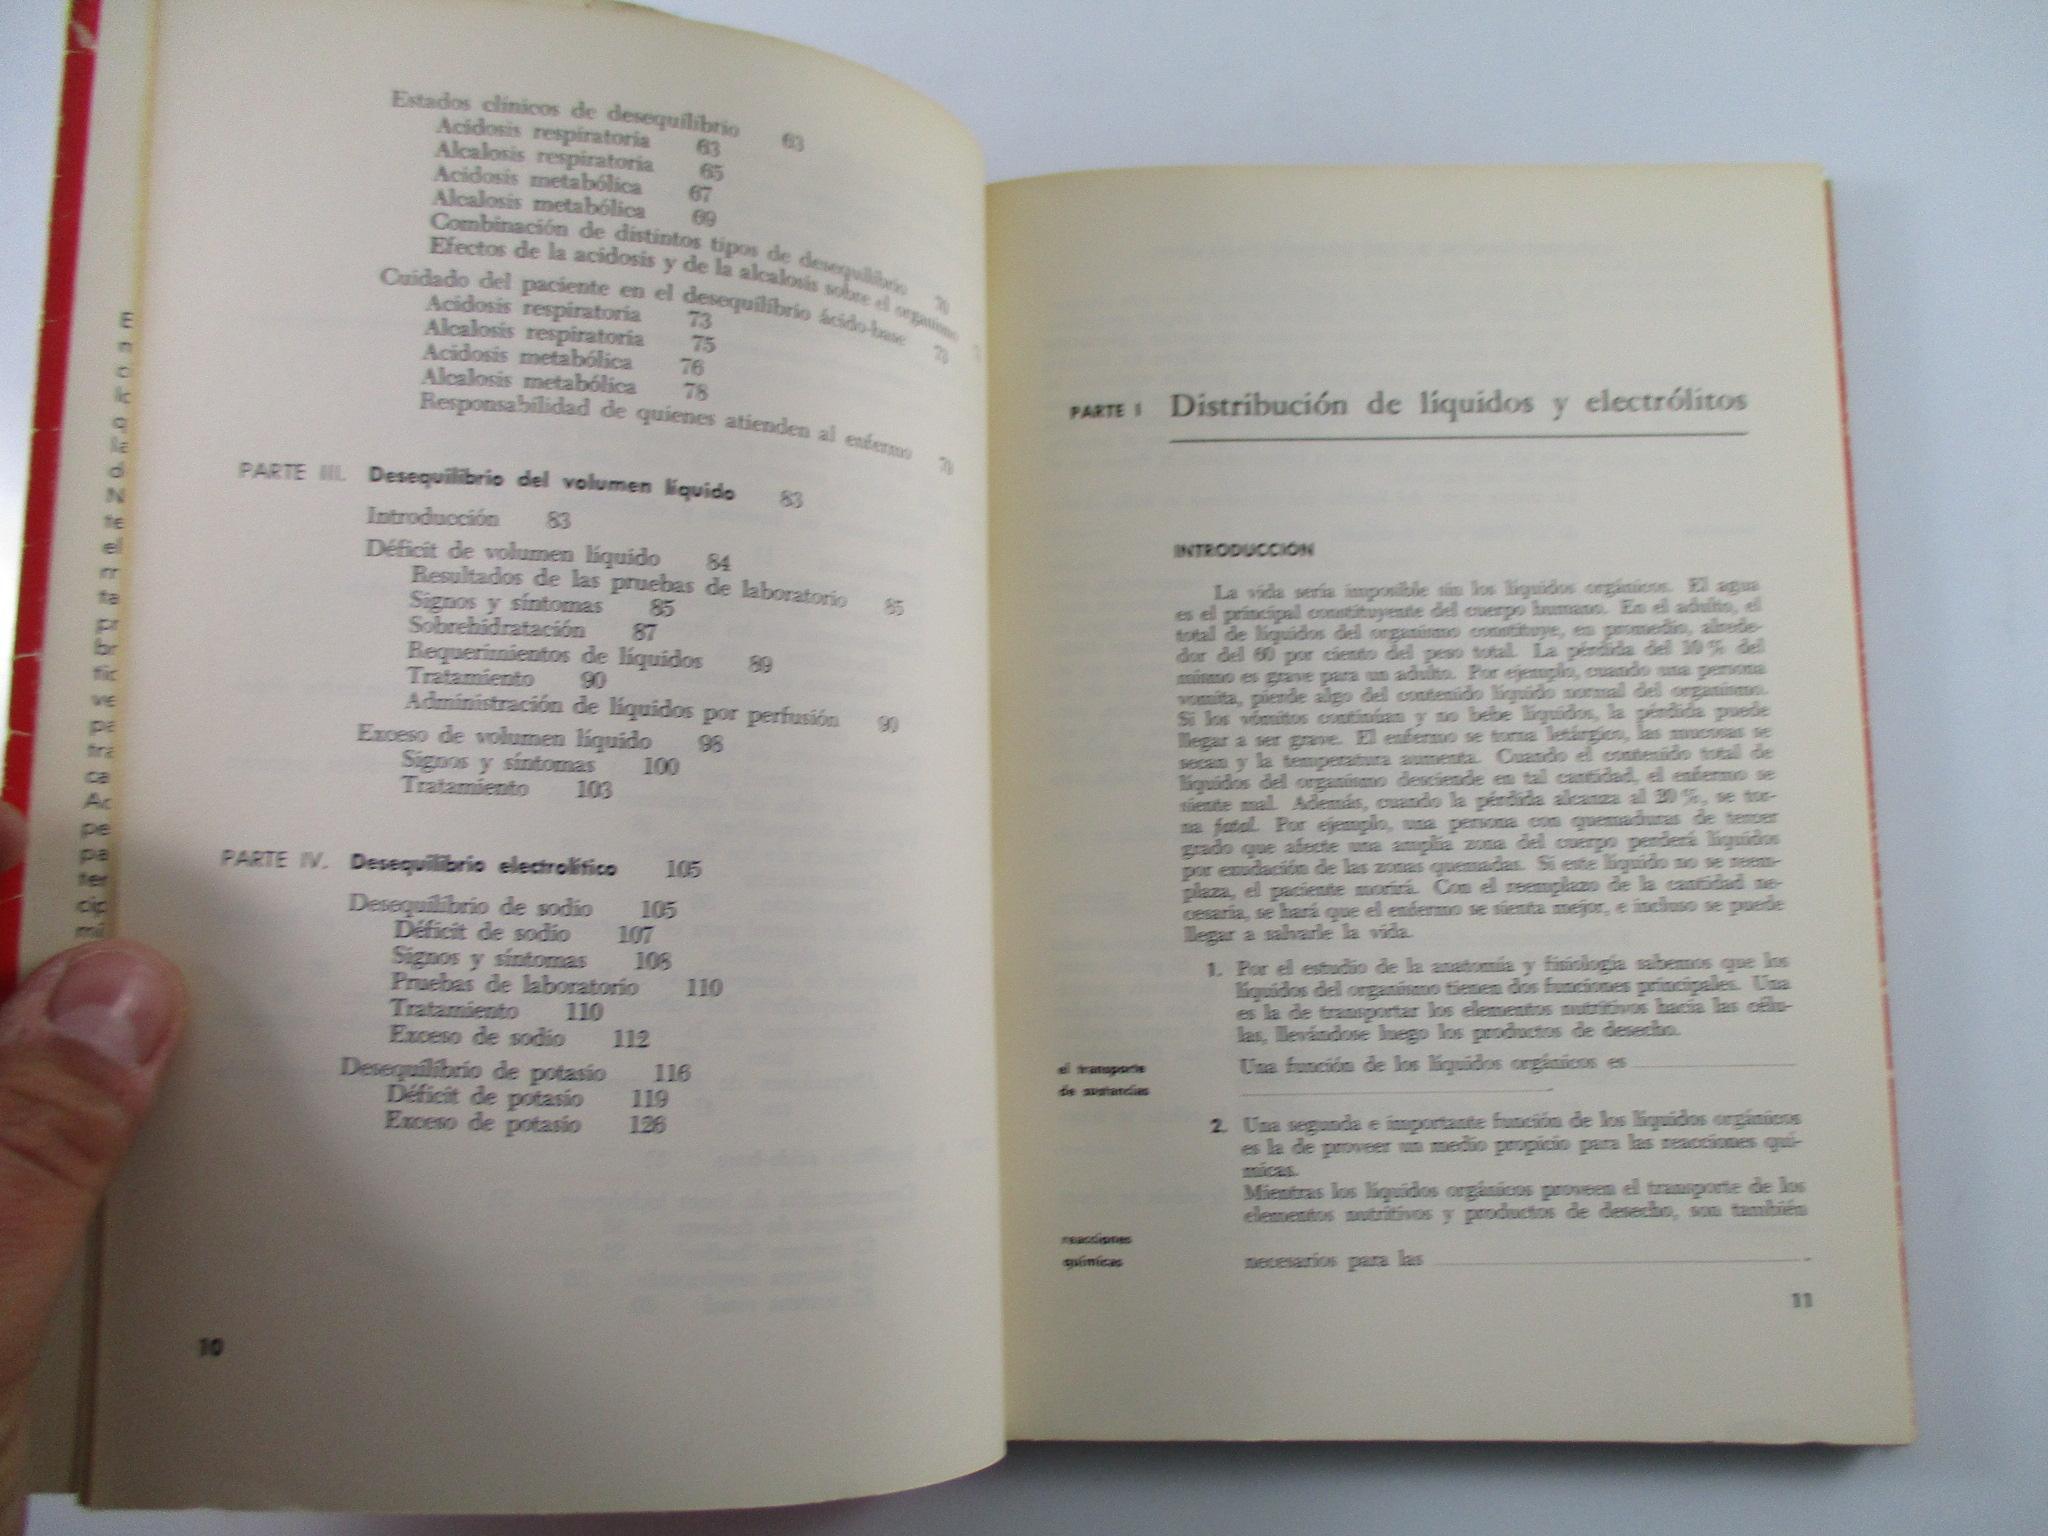 Estados clínicos de desequilibrio 63
Acidosis respiratoria 63
Alcalosis respiratoria 65
Acidosis metabólica 67
Alcalosis metabólica 69
Combinación de distintos tipos de desequilibrio 70
Efectos de la acidosis y de la alcalosis sobre el organismo
Cuidado del paciente en el desequilibrio ácido-base 73
Acidosis respiratoria 73
Alcalosis respiratoria 75
Acidosis metabólica 76
Alcalosis metabólica 78
Responsabilidad de quienes atienden al enfermo 79
PARTE III. Desequilibrio del volumen líquido 83
Introducción 83
Déficit de volumen líquido 84
Resultados de las pruebas de laboratorio 85
Signos y síntomas 85
Sobrehidratación 87
Requerimientos de líquidos 89
Tratamiento 90
Administración de líquidos por perfusión 90
Exceso de volumen líquido 98
Signos y síntomas 100
Tratamiento 103
PARTE IV. Desequilibrio electrolítico 105
Desequilibrio de sodio 105
Déficit de sodio 107
Signos y síntomas 108
Pruebas de laboratorio 110
Tratamiento 110
Exceso de sodio 112
Desequilibrio de potasio 116
Déficit de potasio 119
Exceso de potasio 126
10
PARTE I Distribución de líquidos y electrólitos
INTRODUCCIÓN
La vida sería imposible sin los líquidos orgánicos. El agua
es el principal constituyente del cuerpo humano. En el adulto, el
total de líquidos del organismo constituye, en promedio, alrede-
dor del 60 por ciento del peso total. La pérdida del 10 % del
mismo es grave para un adulto. Por ejemplo, cuando una persona
vomita, pierde algo del contenido líquido normal del organismo.
Si los vómitos continúan y no bebe líquidos, la pérdida puede
llegar a ser grave. El enfermo se torna letárgico, las mucosas se
secan y la temperatura aumenta. Cuando el contenido total de
líquidos del organismo desciende en tal cantidad, el enfermo se
siente mal. Además, cuando la pérdida alcanza al 20 %, se tor-
na fatal. Por ejemplo, una persona con quemaduras de tercer
grado que afecte una amplia zona del cuerpo perderá líquidos
por exudación de las zonas quemadas. Si este líquido no se reem-
plaza, el paciente morirá. Con el reemplazo de la cantidad ne-
cesaria, se hará que el enfermo se sienta mejor, e incluso se puede
llegar a salvarle la vida.
1. Por el estudio de la anatomía y fisiología sabemos que los
líquidos del organismo tienen dos funciones principales. Una
es la de transportar los elementos nutritivos hacia las célu-
las, llevándose luego los productos de desecho.
el transporte
de sustancias
Una función de los líquidos orgánicos es
2. Una segunda e importante función de los líquidos orgánicos
es la de proveer un medio propicio para las reacciones quí-
micas.
Mientras los líquidos orgánicos proveen el transporte de los
elementos nutritivos y productos de desecho, son también
reacciones
químicas
necesarios para las
11